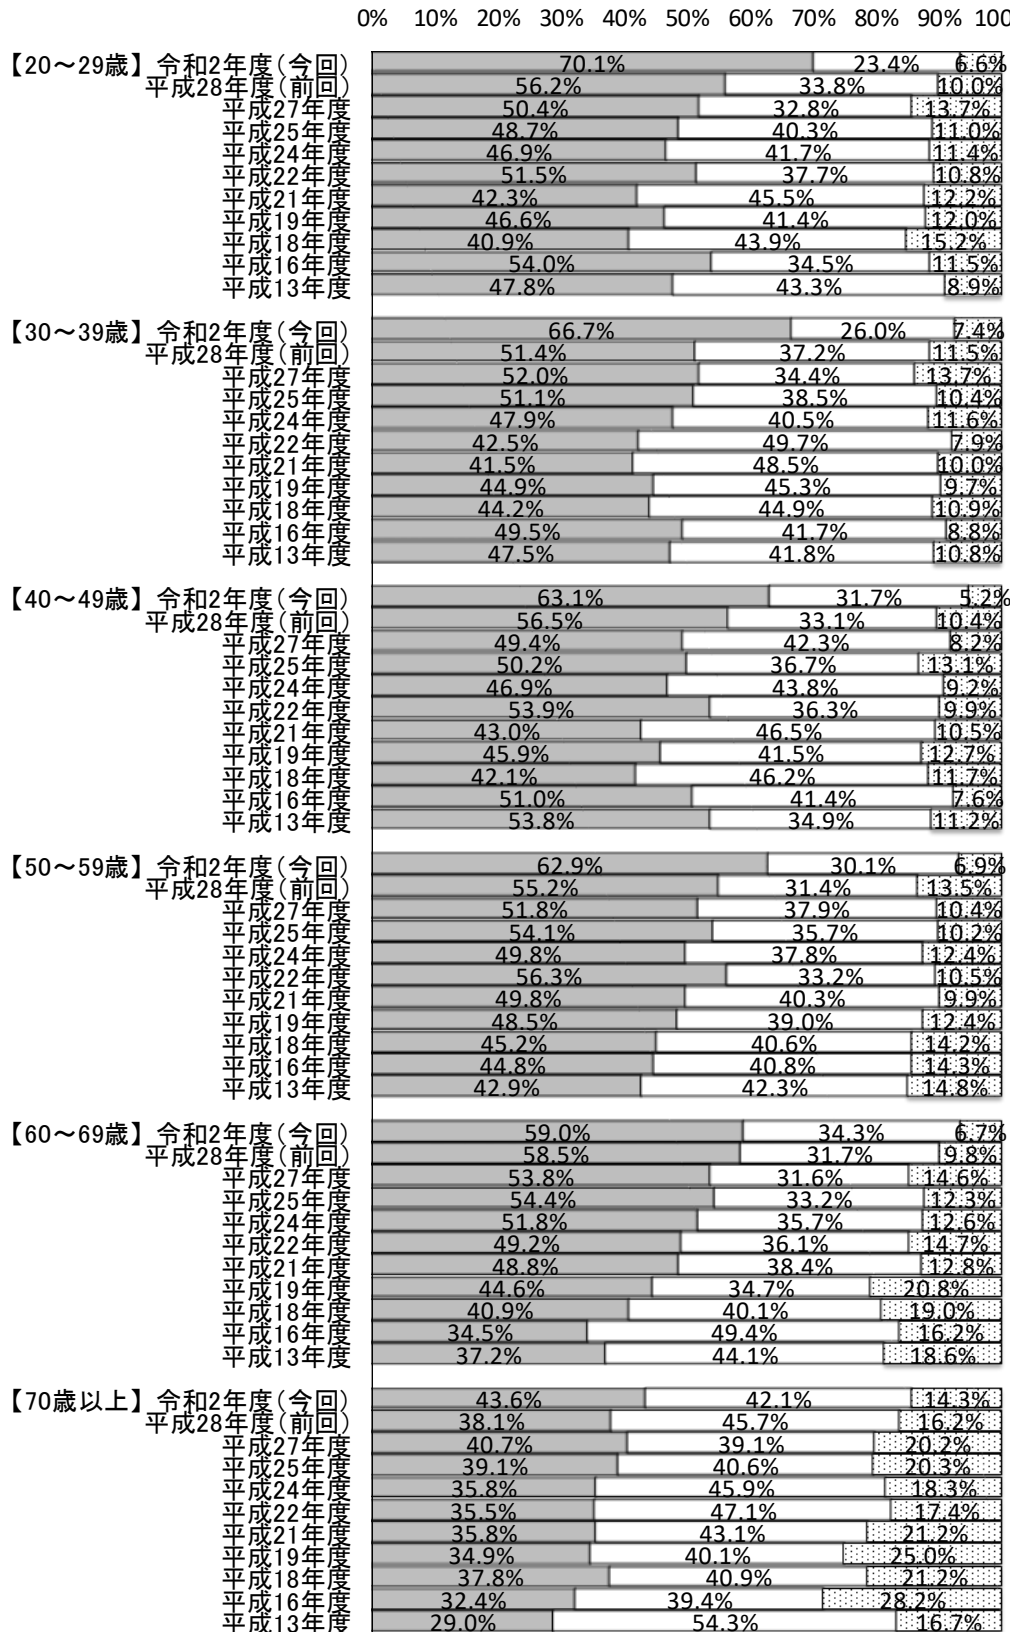 0% 10% 20% 30% 40% 50% 60% 70% 80% 90% 100
【20～29歳】 令和2年度(今回) 70.1% 23.4% 6.6%
平成28年度(前回) 56.2% 33.8% 10.0%
平成27年度 50.4% 32.8% 13.7%
平成25年度 48.7% 40.3% 11.0%
平成24年度 46.9% 41.7% 11.4%
平成22年度 51.5% 37.7% 10.8%
平成21年度 42.3% 45.5% 12.2%
平成19年度 46.6% 41.4% 12.0%
平成18年度 40.9% 43.9% 15.2%
平成16年度 54.0% 34.5% 11.5%
平成13年度 47.8% 43.3% 8.9%
【30～39歳】 令和2年度(今回) 66.7% 26.0% 7.4%
平成28年度(前回) 51.4% 37.2% 11.5%
平成27年度 52.0% 34.4% 13.7%
平成25年度 51.1% 38.5% 10.4%
平成24年度 47.9% 40.5% 11.6%
平成22年度 42.5% 49.7% 7.9%
平成21年度 41.5% 48.5% 10.0%
平成19年度 44.9% 45.3% 9.7%
平成18年度 44.2% 44.9% 10.9%
平成16年度 49.5% 41.7% 8.8%
平成13年度 47.5% 41.8% 10.8%
【40～49歳】 令和2年度(今回) 63.1% 31.7% 5.2%
平成28年度(前回) 56.5% 33.1% 10.4%
平成27年度 49.4% 42.3% 8.2%
平成25年度 50.2% 36.7% 13.1%
平成24年度 46.9% 43.8% 9.2%
平成22年度 53.9% 36.3% 9.9%
平成21年度 43.0% 46.5% 10.5%
平成19年度 45.9% 41.5% 12.7%
平成18年度 42.1% 46.2% 11.7%
平成16年度 51.0% 41.4% 7.6%
平成13年度 53.8% 34.9% 11.2%
【50～59歳】 令和2年度(今回) 62.9% 30.1% 6.9%
平成28年度(前回) 55.2% 31.4% 13.5%
平成27年度 51.8% 37.9% 10.4%
平成25年度 54.1% 35.7% 10.2%
平成24年度 49.8% 37.8% 12.4%
平成22年度 56.3% 33.2% 10.5%
平成21年度 49.8% 40.3% 9.9%
平成19年度 48.5% 39.0% 12.4%
平成18年度 45.2% 40.6% 14.2%
平成16年度 44.8% 40.8% 14.3%
平成13年度 42.9% 42.3% 14.8%
【60～69歳】 令和2年度(今回) 59.0% 34.3% 6.7%
平成28年度(前回) 58.5% 31.7% 9.8%
平成27年度 53.8% 31.6% 14.6%
平成25年度 54.4% 33.2% 12.3%
平成24年度 51.8% 35.7% 12.6%
平成22年度 49.2% 36.1% 14.7%
平成21年度 48.8% 38.4% 12.8%
平成19年度 44.6% 34.7% 20.8%
平成18年度 40.9% 40.1% 19.0%
平成16年度 34.5% 49.4% 16.2%
平成13年度 37.2% 44.1% 18.6%
【70歳以上】 令和2年度(今回) 43.6% 42.1% 14.3%
平成28年度(前回) 38.1% 45.7% 16.2%
平成27年度 40.7% 39.1% 20.2%
平成25年度 39.1% 40.6% 20.3%
平成24年度 35.8% 45.9% 18.3%
平成22年度 35.5% 47.1% 17.4%
平成21年度 35.8% 43.1% 21.2%
平成19年度 34.9% 40.1% 25.0%
平成18年度 37.8% 40.9% 21.2%
平成16年度 32.4% 39.4% 28.2%
平成13年度 29.0% 54.3% 16.7%